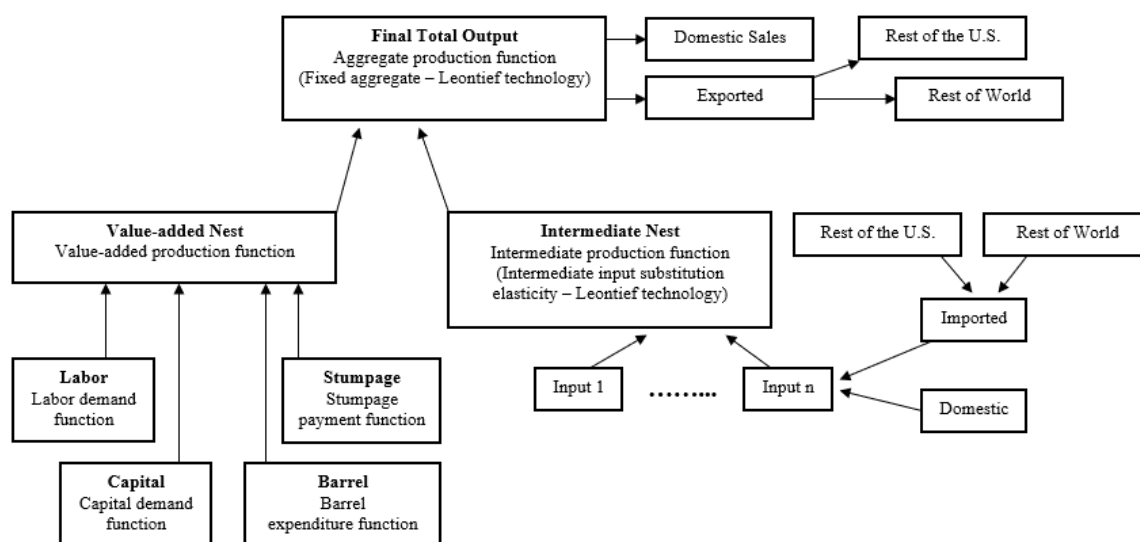 Final Total Output
Aggregate production function
(Fixed aggregate – Leontief technology)
Domestic Sales
Exported
Rest of the U.S.
Rest of World
Value-added Nest
Value-added production function
Intermediate Nest
Intermediate production function
(Intermediate input substitution
elasticity – Leontief technology)
Rest of the U.S.
Rest of World
Imported
Labor
Labor demand
function
Stumpage
Stumpage
payment function
Input 1
.........
Input n
Domestic
Capital
Capital demand
function
Barrel
Barrel
expenditure function